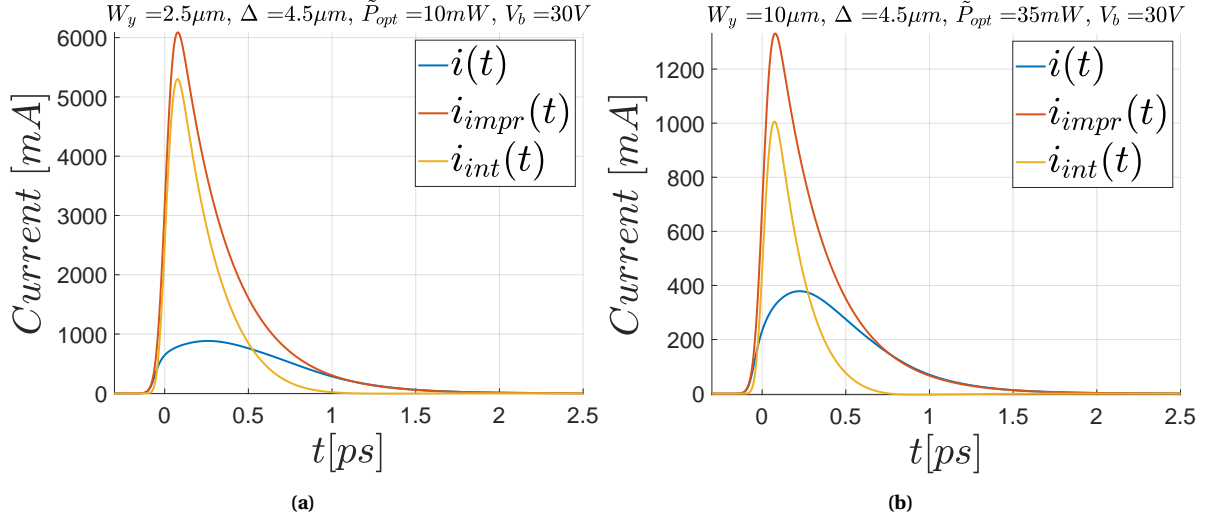 W_y =2.5μm, Δ =4.5μm, P̃_opt =10mW, V_b =30V
Current [mA]
6000
5000
4000
3000
2000
1000
0
i(t)
i_impr(t)
i_int(t)
0 0.5 1 1.5 2 2.5
t[ps]
(a)
W_y =10μm, Δ =4.5μm, P̃_opt =35mW, V_b =30V
Current [mA]
1200
1000
800
600
400
200
0
i(t)
i_impr(t)
i_int(t)
0 0.5 1 1.5 2 2.5
t[ps]
(b)